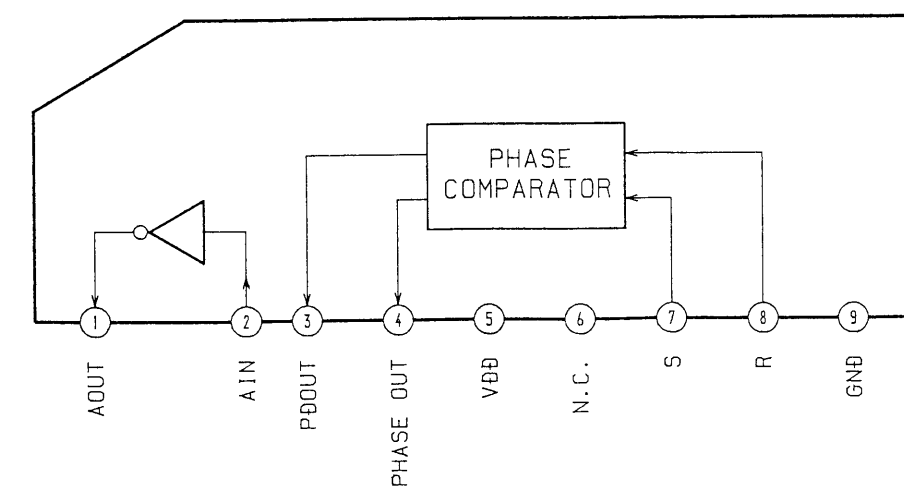 PHASE
COMPARATOR
1
2
3
4
5
6
7
8
9
AOUT
AIN
PDOUT
PHASE OUT
VDD
N.C.
S
R
GND